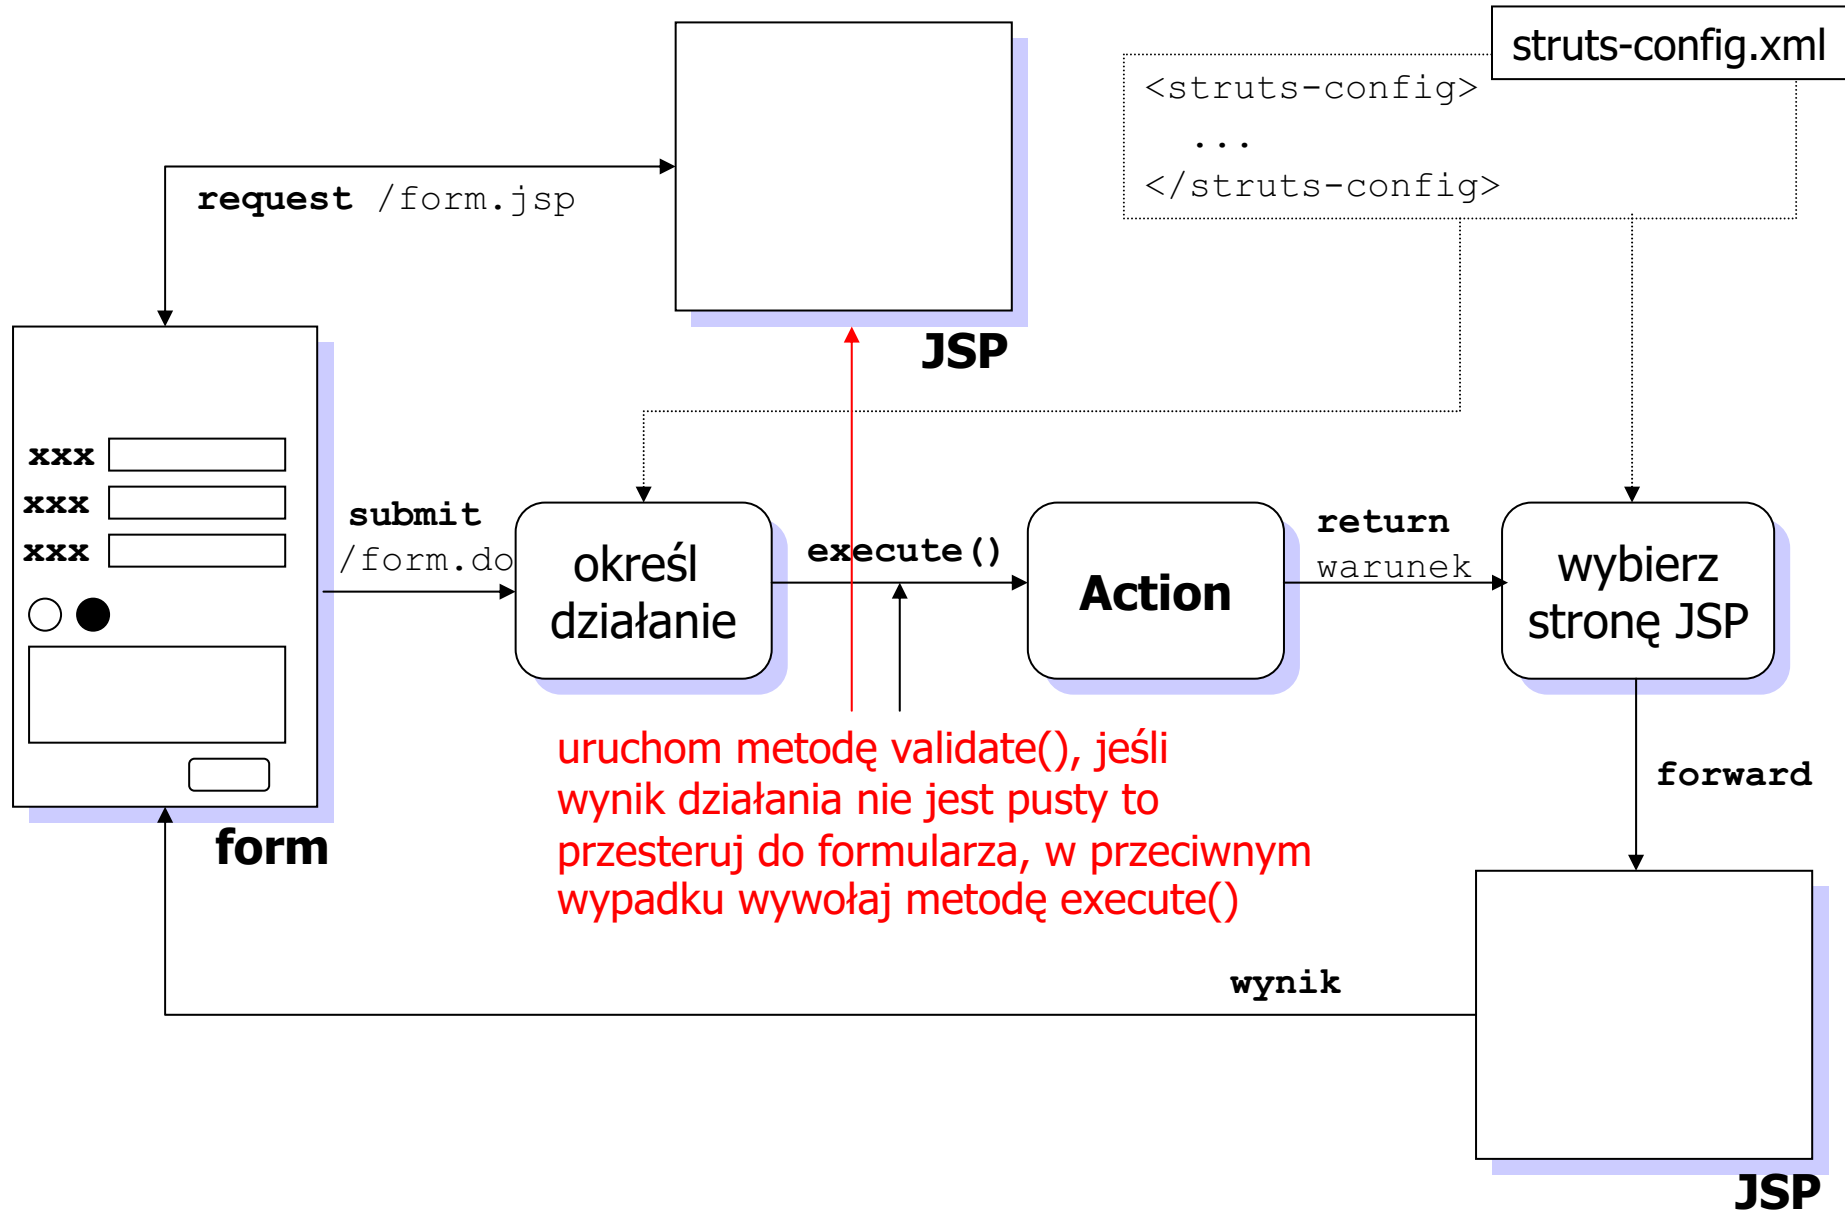 struts-config.xml
<struts-config>
...
</struts-config>
request /form.jsp
JSP
xxx
xxx
xxx
form
submit
/form.do
określ
działanie
execute()
Action
return
warunek
wybierz
stronę JSP
uruchom metodę validate(), jeśli
wynik działania nie jest pusty to
przesteruj do formularza, w przeciwnym
wypadku wywołaj metodę execute()
forward
wynik
JSP